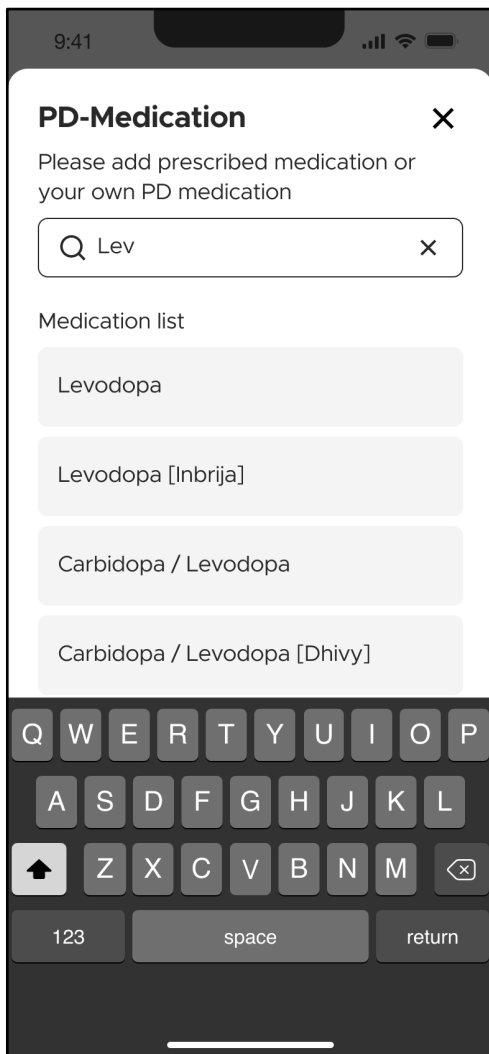 9:41
PD-Medication
Please add prescribed medication or
your own PD medication
Lev
Medication list
Levodopa
Levodopa [Inbrija]
Carbidopa / Levodopa
Carbidopa / Levodopa [Dhivy]
Q W E R T Y U I O P
A S D F G H J K L
Z X C V B N M
123 space return